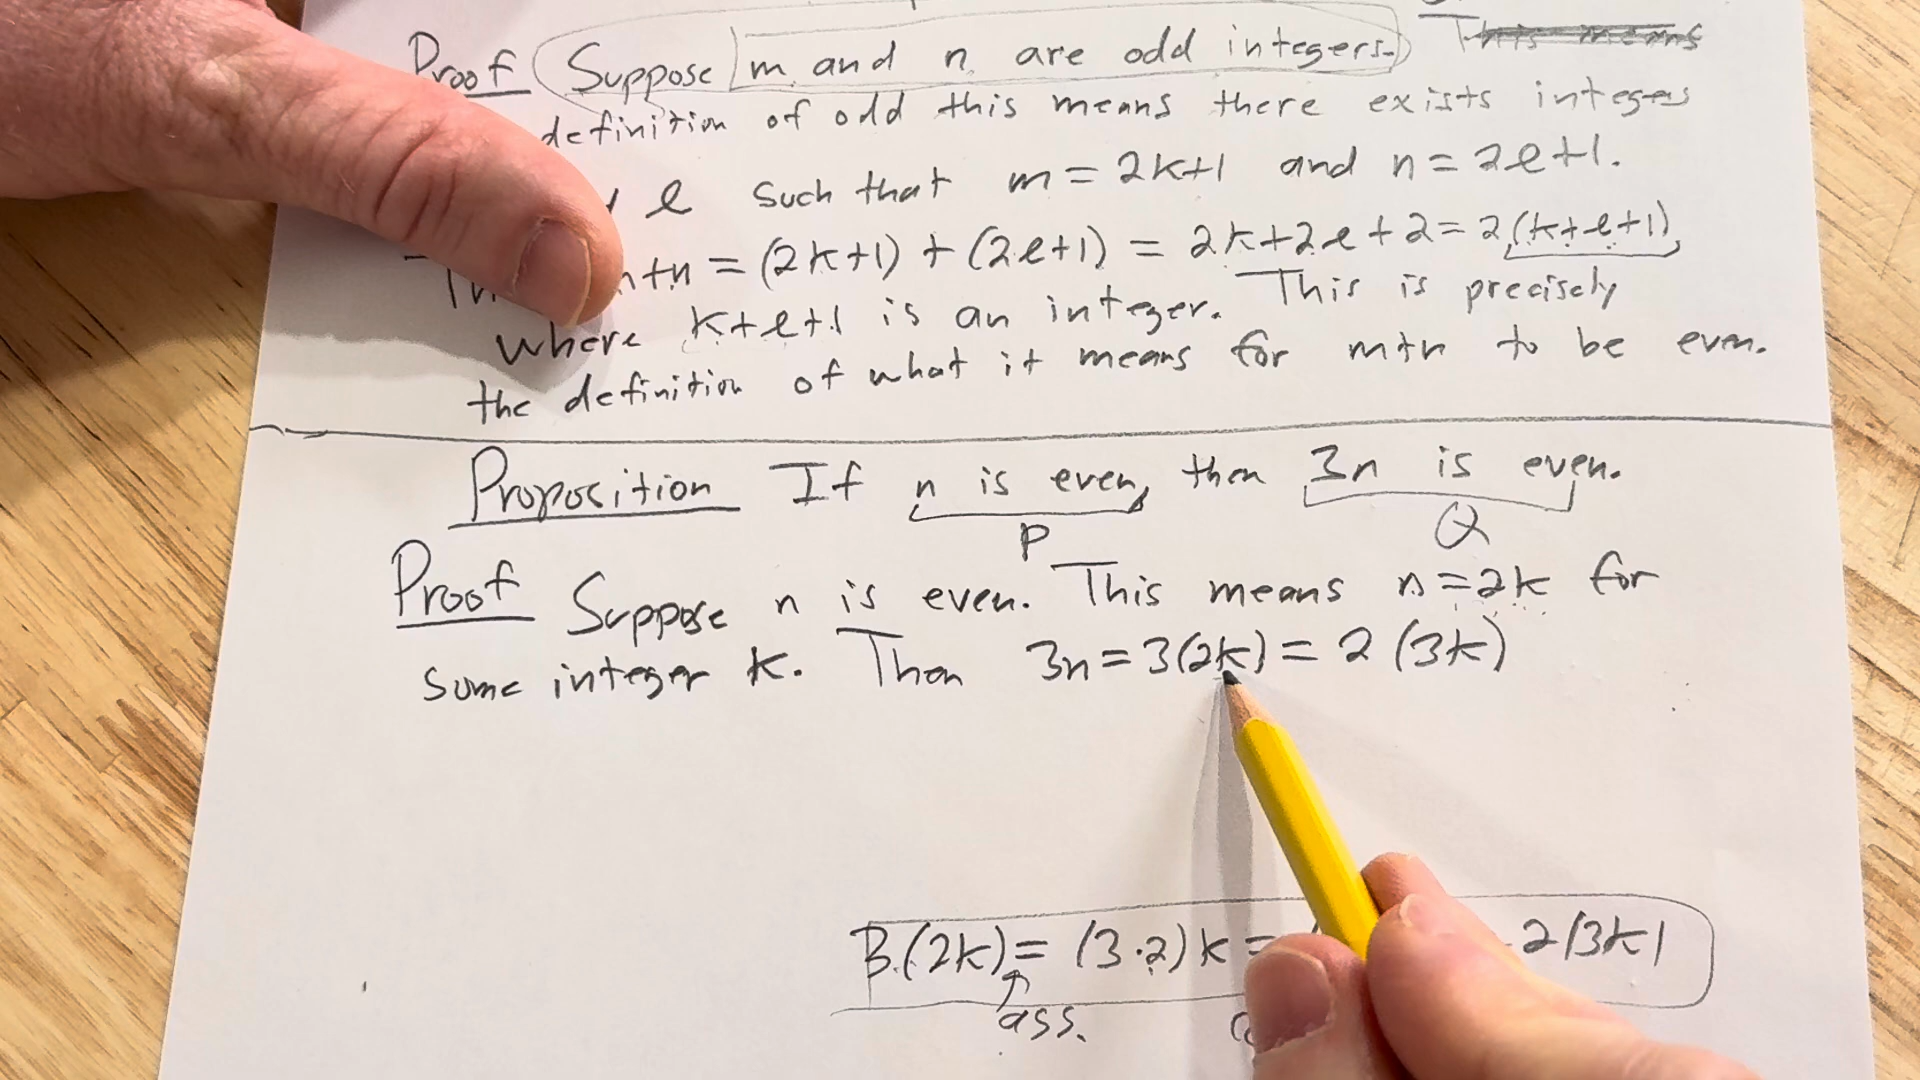 Proof Suppose m and n are odd integers. This means
definition of odd this means there exists integers
l such that m = 2k+1 and n = 2l+1.
+n = (2k+1) + (2l+1) = 2k+2l+2 = 2(k+l+1)
where k+l+1 is an integer. This is precisely
the definition of what it means for m+n to be even.
Proposition If n is even, then 3n is even.
P Q
Proof Suppose n is even. This means n=2k for
some integer k. Then 3n = 3(2k) = 2(3k)
3.(2k) = (3·2)k = 2(3k)
ass.